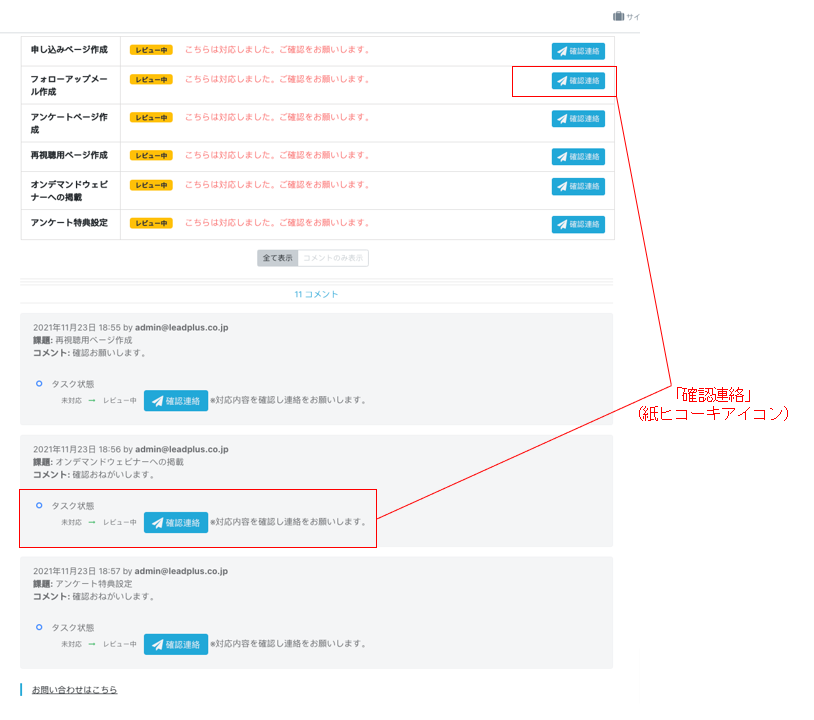 サイ
申し込みページ作成 レビュー中 こちらは対応しました。ご確認をお願いします。 確認連絡
フォローアップメー
ル作成 レビュー中 こちらは対応しました。ご確認をお願いします。 確認連絡
アンケートページ作
成 レビュー中 こちらは対応しました。ご確認をお願いします。 確認連絡
再視聴用ページ作成 レビュー中 こちらは対応しました。ご確認をお願いします。 確認連絡
オンデマンドウェビ
ナーへの掲載 レビュー中 こちらは対応しました。ご確認をお願いします。 確認連絡
アンケート特典設定 レビュー中 こちらは対応しました。ご確認をお願いします。 確認連絡
全て表示 コメントのみ表示
11 コメント
2021年11月23日 18:55 by admin@leadplus.co.jp
課題: 再視聴用ページ作成
コメント: 確認お願いします。
タスク状態
未対応 → レビュー中 確認連絡 ※対応内容を確認し連絡をお願いします。
「確認連絡」
（紙ヒコーキアイコン）
2021年11月23日 18:56 by admin@leadplus.co.jp
課題: オンデマンドウェビナーへの掲載
コメント: 確認おねがいします。
タスク状態
未対応 → レビュー中 確認連絡 ※対応内容を確認し連絡をお願いします。
2021年11月23日 18:57 by admin@leadplus.co.jp
課題: アンケート特典設定
コメント: 確認おねがいします。
タスク状態
未対応 → レビュー中 確認連絡 ※対応内容を確認し連絡をお願いします。
お問い合わせはこちら